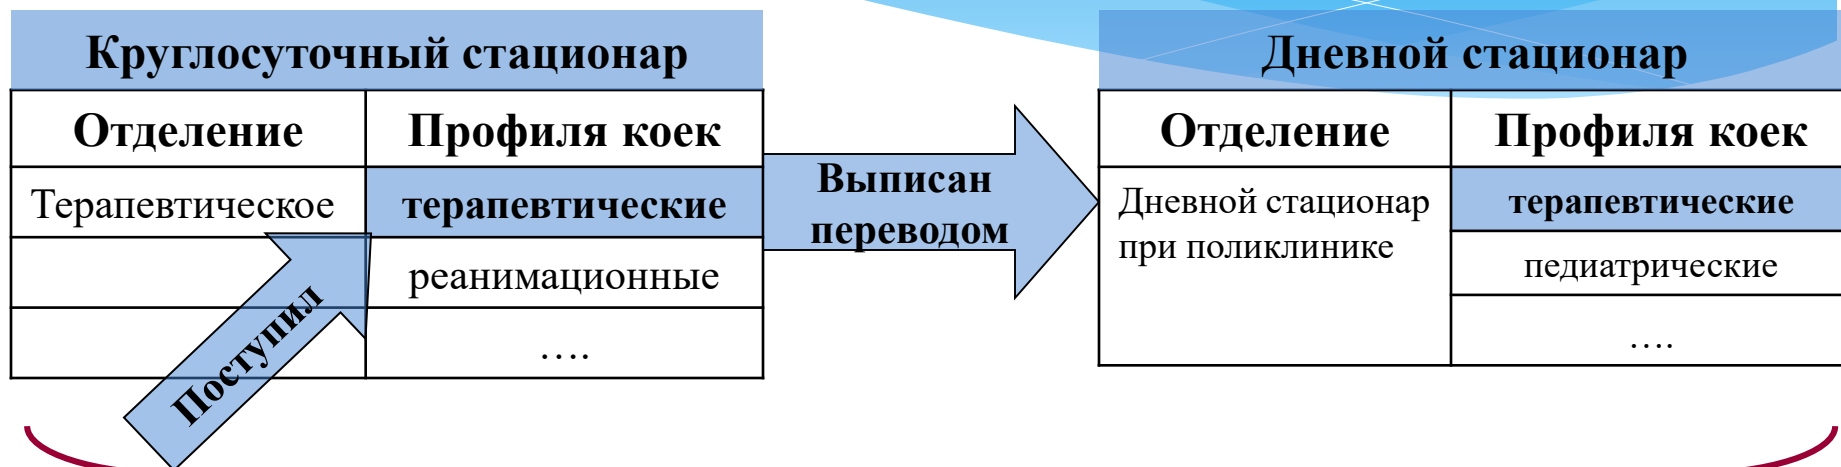 Круглосуточный стационар
Отделение Профиля коек
Терапевтическое терапевтические
реанимационные
….
Поступил
Выписан
переводом
Дневной стационар
Отделение Профиля коек
Дневной стационар
при поликлинике
терапевтические
педиатрические
….